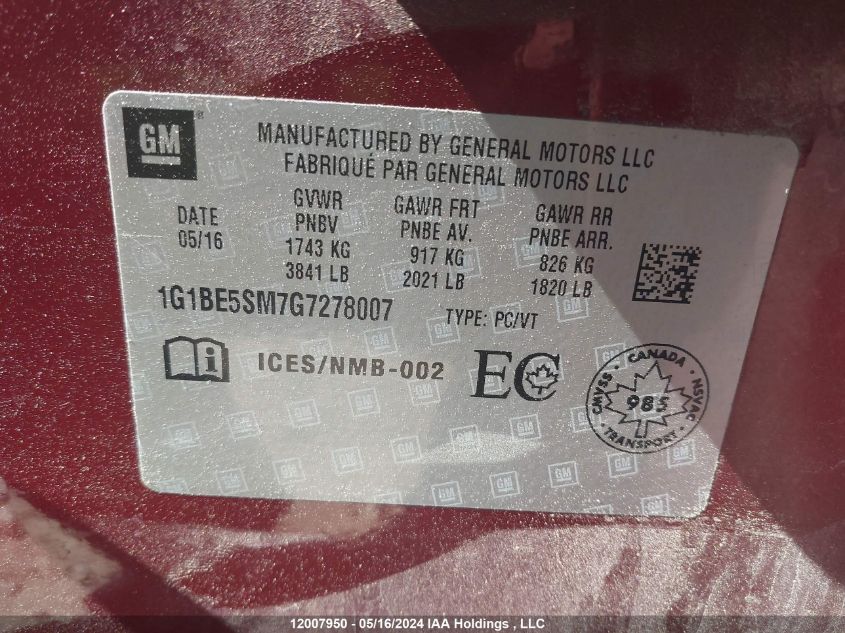 GM
MANUFACTURED BY GENERAL MOTORS LLC
FABRIQUÉ PAR GENERAL MOTORS LLC
DATE
05/16
GVWR
PNBV
1743 KG
3841 LB
GAWR FRT
PNBE AV.
917 KG
2021 LB
GAWR RR
PNBE ARR.
826 KG
1820 LB
1G1BE5SM7G7278007
TYPE: PC/VT
ICES/NMB-002
EC
CMVSS · CANADA · NSVAC
985
· TRANSPORT ·
12007950 - 05/16/2024 IAA Holdings , LLC